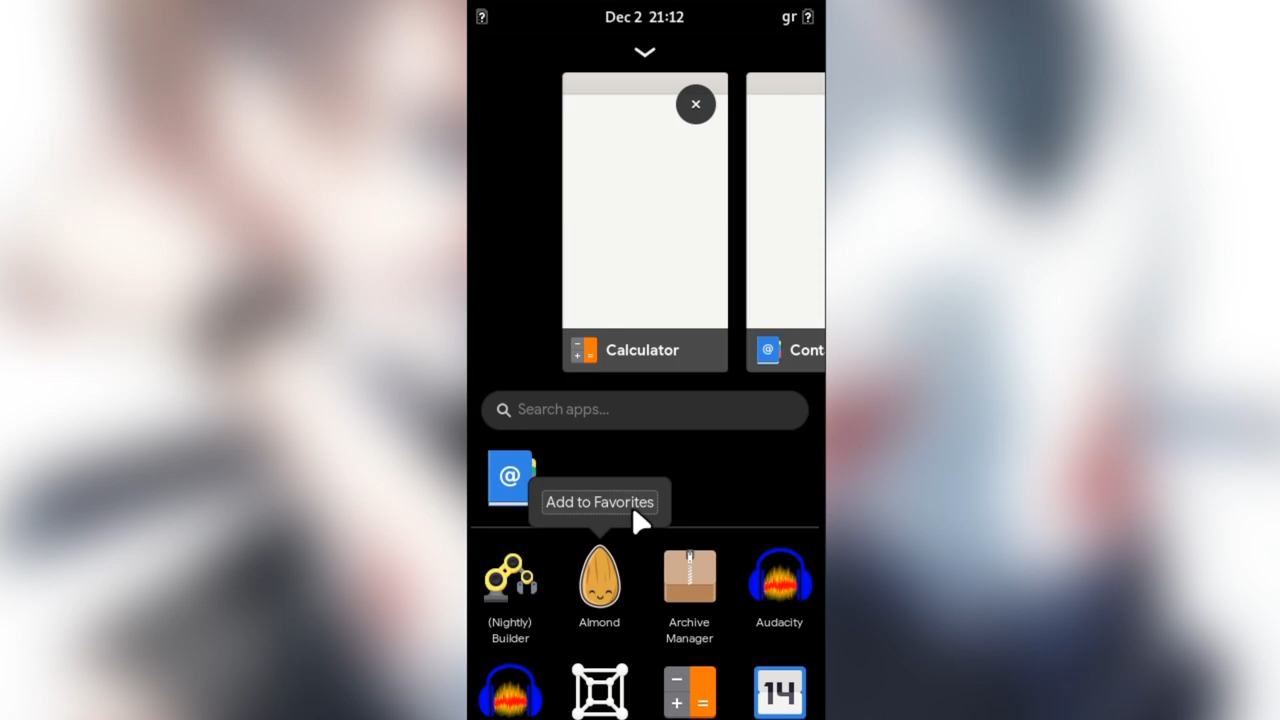 Dec 2 21:12
gr
Calculator
Cont
Search apps...
Add to Favorites
(Nightly)
Builder
Almond
Archive
Manager
Audacity
14